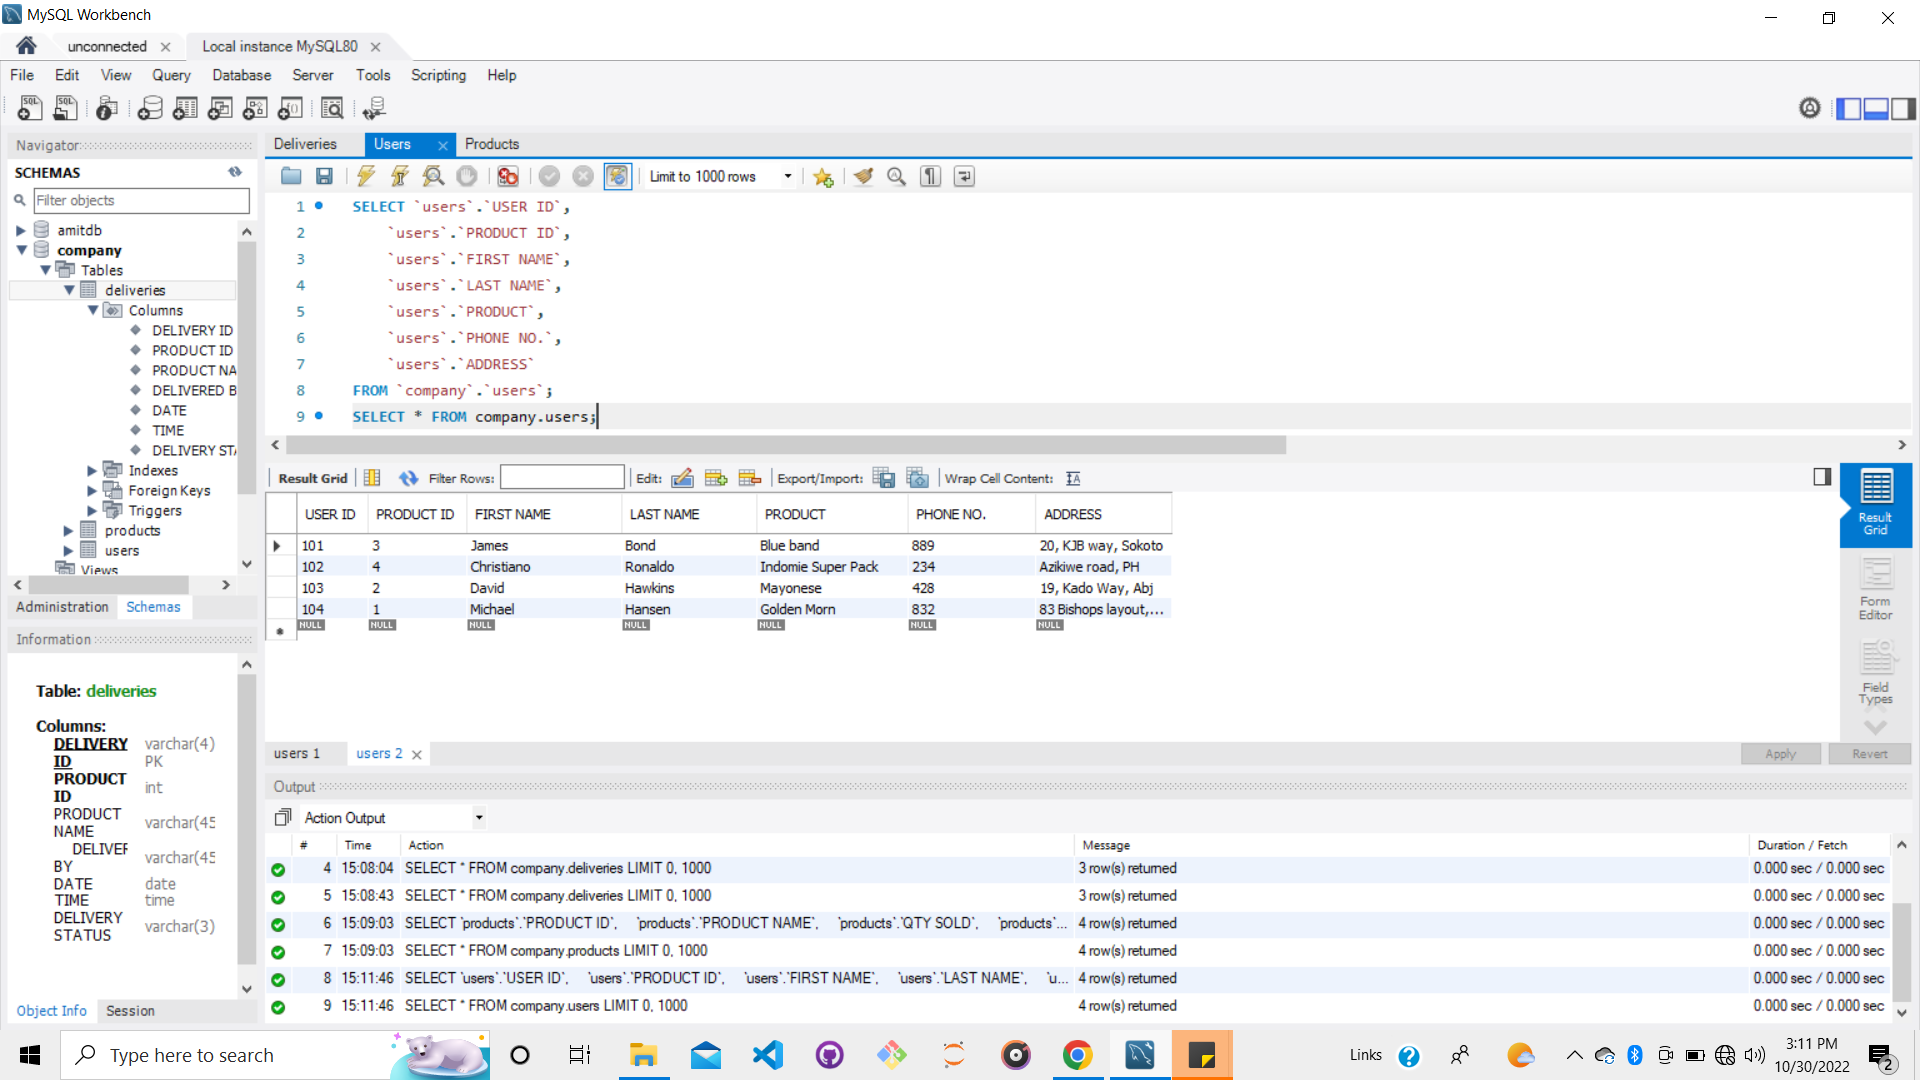 MySQL Workbench
unconnected
Local instance MySQL80
File Edit View Query Database Server Tools Scripting Help
Navigator
SCHEMAS
Filter objects
amitdb
company
Tables
deliveries
Columns
DELIVERY ID
PRODUCT ID
PRODUCT NA
DELIVERED B
DATE
TIME
DELIVERY STA
Indexes
Foreign Keys
Triggers
products
users
Views
Administration Schemas
Information
Table: deliveries
Columns:
DELIVERY ID varchar(4) PK
PRODUCT ID int
PRODUCT NAME varchar(45
DELIVER BY varchar(45
DATE date
TIME time
DELIVERY STATUS varchar(3)
Object Info Session
Deliveries Users Products
Limit to 1000 rows
1 SELECT `users`.`USER ID`,
2 `users`.`PRODUCT ID`,
3 `users`.`FIRST NAME`,
4 `users`.`LAST NAME`,
5 `users`.`PRODUCT`,
6 `users`.`PHONE NO.`,
7 `users`.`ADDRESS`
8 FROM `company`.`users`;
9 SELECT * FROM company.users;
Result Grid Filter Rows: Edit: Export/Import: Wrap Cell Content:
USER ID PRODUCT ID FIRST NAME LAST NAME PRODUCT PHONE NO. ADDRESS
101 3 James Bond Blue band 889 20, KJB way, Sokoto
102 4 Christiano Ronaldo Indomie Super Pack 234 Azikiwe road, PH
103 2 David Hawkins Mayonese 428 19, Kado Way, Abj
104 1 Michael Hansen Golden Morn 832 83 Bishops layout,...
NULL NULL NULL NULL NULL NULL NULL
Result Grid
Form Editor
Field Types
users 1 users 2
Apply Revert
Output
Action Output
# Time Action Message Duration / Fetch
4 15:08:04 SELECT * FROM company.deliveries LIMIT 0, 1000 3 row(s) returned 0.000 sec / 0.000 sec
5 15:08:43 SELECT * FROM company.deliveries LIMIT 0, 1000 3 row(s) returned 0.000 sec / 0.000 sec
6 15:09:03 SELECT `products`.`PRODUCT ID`, `products`.`PRODUCT NAME`, `products`.`QTY SOLD`, `products`... 4 row(s) returned 0.000 sec / 0.000 sec
7 15:09:03 SELECT * FROM company.products LIMIT 0, 1000 4 row(s) returned 0.000 sec / 0.000 sec
8 15:11:46 SELECT `users`.`USER ID`, `users`.`PRODUCT ID`, `users`.`FIRST NAME`, `users`.`LAST NAME`, `u... 4 row(s) returned 0.000 sec / 0.000 sec
9 15:11:46 SELECT * FROM company.users LIMIT 0, 1000 4 row(s) returned 0.000 sec / 0.000 sec
Type here to search
Links
3:11 PM
10/30/2022
2